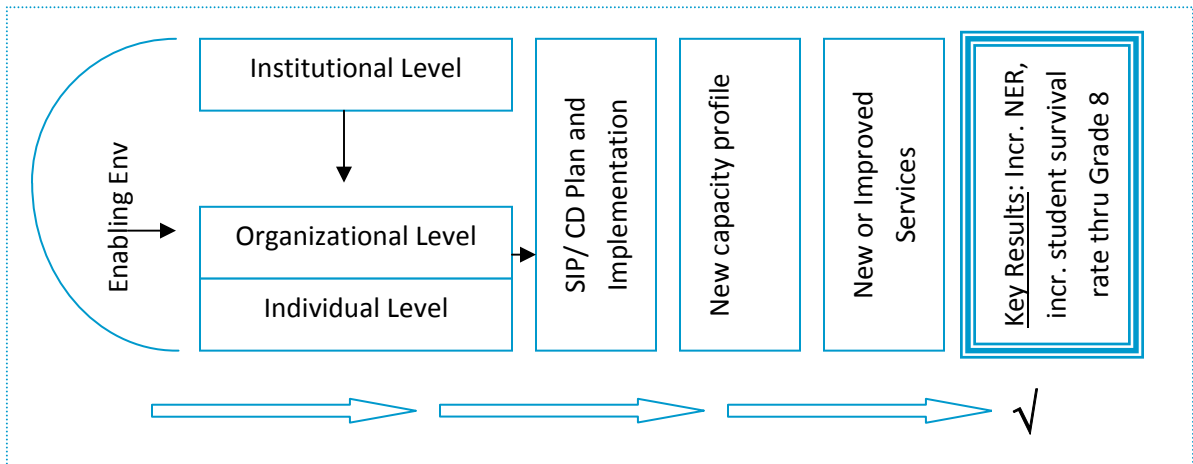 Enabling Env
Institutional Level
Organizational Level
Individual Level
SIP/ CD Plan and
Implementation
New capacity profile
New or Improved
Services
Key Results: Incr. NER,
incr. student survival
rate thru Grade 8
√